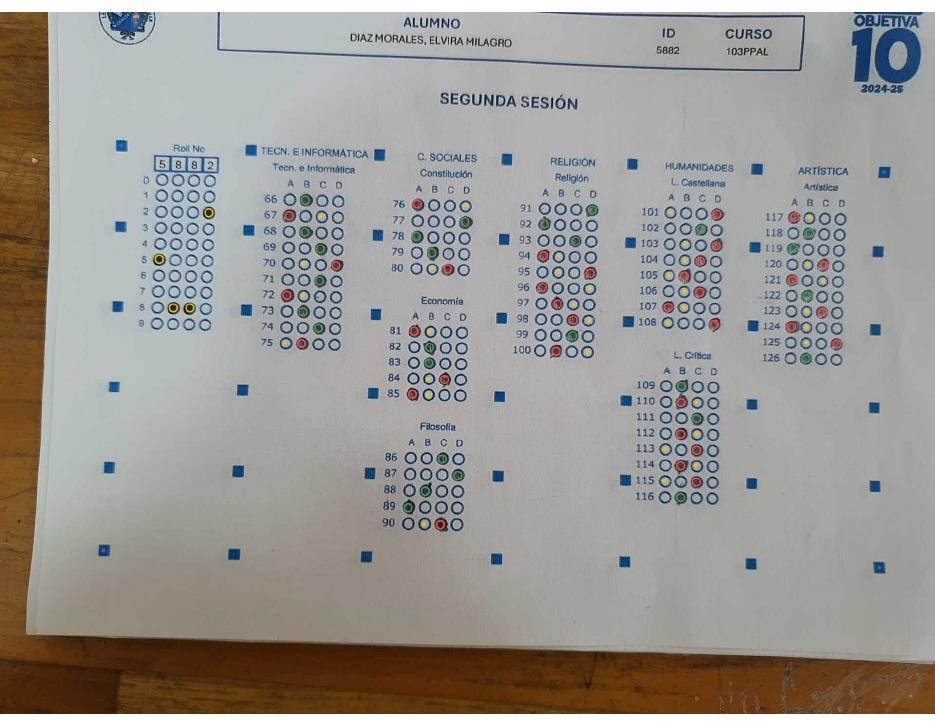 ALUMNO
DIAZ MORALES, ELVIRA MILAGRO
ID
5882
CURSO
103PPAL
OBJETIVA
10
2024-25
SEGUNDA SESIÓN
Roll No
5 8 8 2
0
1
2
3
4
5
6
7
8
9
TECN. E INFORMÁTICA
Tecn. e Informática
A B C D
66
67
68
69
70
71
72
73
74
75
C. SOCIALES
Constitución
A B C D
76
77
78
79
80
Economía
A B C D
81
82
83
84
85
Filosofía
A B C D
86
87
88
89
90
RELIGIÓN
Religión
A B C D
91
92
93
94
95
96
97
98
99
100
HUMANIDADES
L. Castellana
A B C D
101
102
103
104
105
106
107
108
L. Crítica
A B C D
109
110
111
112
113
114
115
116
ARTÍSTICA
Artística
A B C D
117
118
119
120
121
122
123
124
125
126